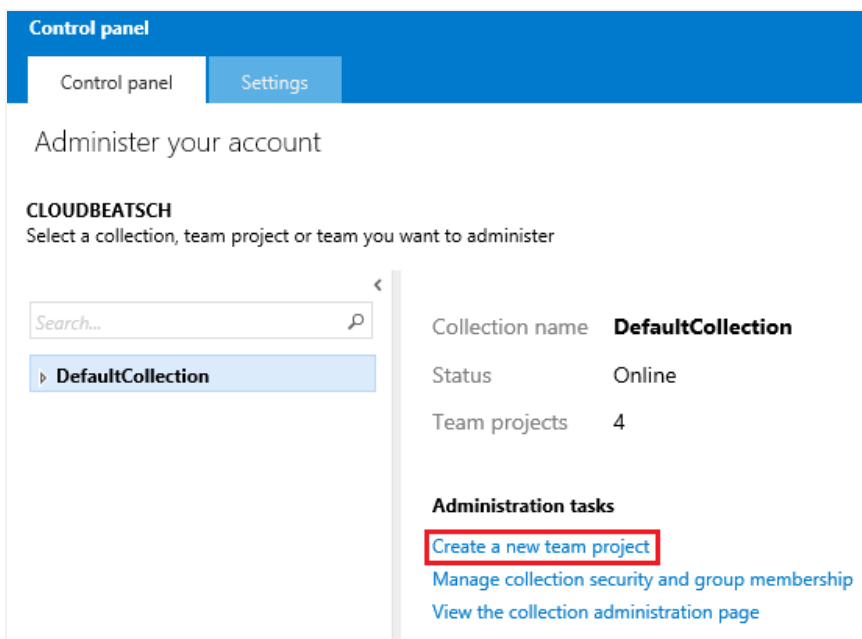 Control panel
Control panel
Settings
Administer your account
CLOUDBEATSCH
Select a collection, team project or team you want to administer
Search...
DefaultCollection
Collection name DefaultCollection
Status Online
Team projects 4
Administration tasks
Create a new team project
Manage collection security and group membership
View the collection administration page